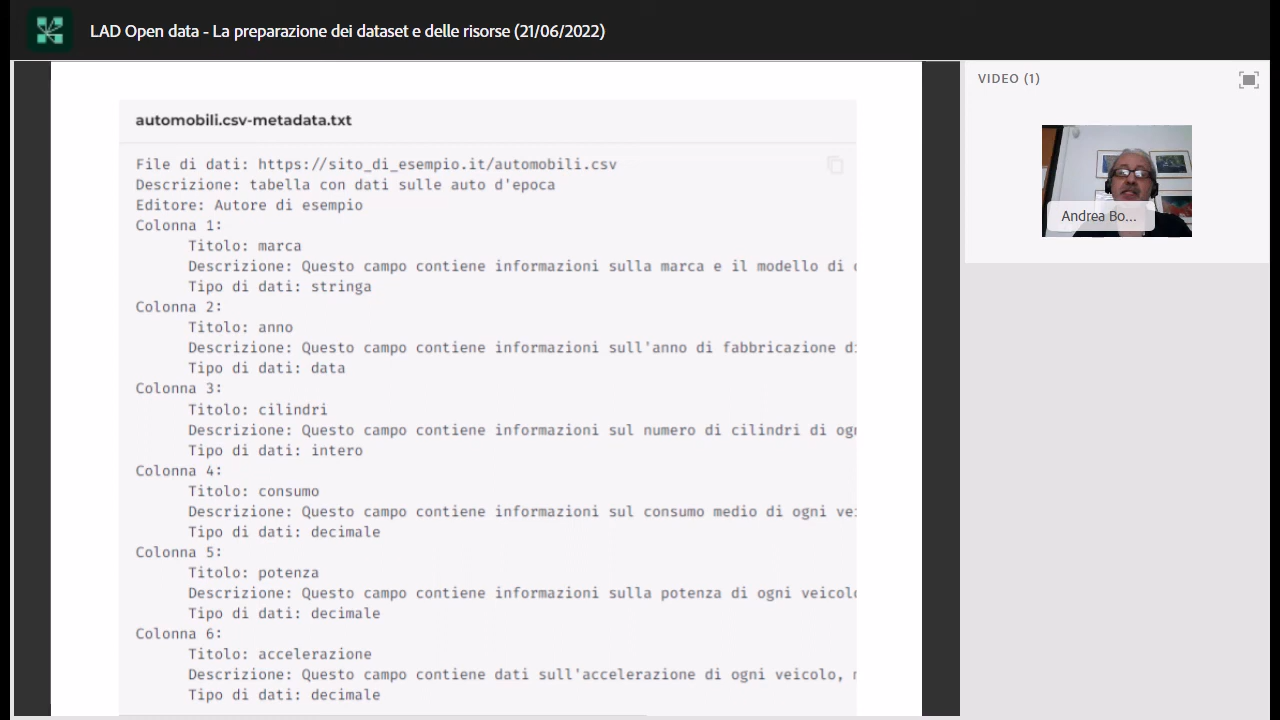 LAD Open data - La preparazione dei dataset e delle risorse (21/06/2022)
VIDEO (1)
Andrea Bo...
automobili.csv-metadata.txt
File di dati: https://sito_di_esempio.it/automobili.csv
Descrizione: tabella con dati sulle auto d'epoca
Editore: Autore di esempio
Colonna 1:
Titolo: marca
Descrizione: Questo campo contiene informazioni sulla marca e il modello di
Tipo di dati: stringa
Colonna 2:
Titolo: anno
Descrizione: Questo campo contiene informazioni sull'anno di fabbricazione
Tipo di dati: data
Colonna 3:
Titolo: cilindri
Descrizione: Questo campo contiene informazioni sul numero di cilindri di
Tipo di dati: intero
Colonna 4:
Titolo: consumo
Descrizione: Questo campo contiene informazioni sul consumo medio di ogni
Tipo di dati: decimale
Colonna 5:
Titolo: potenza
Descrizione: Questo campo contiene informazioni sulla potenza di ogni
Tipo di dati: decimale
Colonna 6:
Titolo: accelerazione
Descrizione: Questo campo contiene dati sull'accelerazione di ogni veicolo,
Tipo di dati: decimale